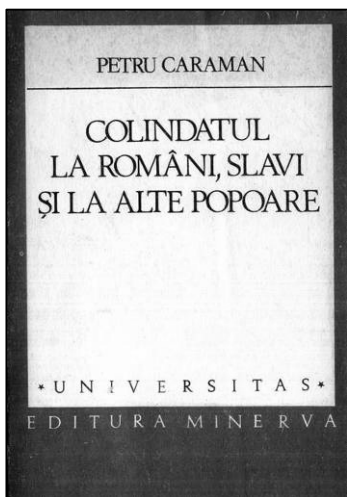 PETRU CARAMAN
COLINDATUL
LA ROMÂNI, SLAVI
ȘI LA ALTE POPOARE
*UNIVERSITAS*
EDITURA MINERVA